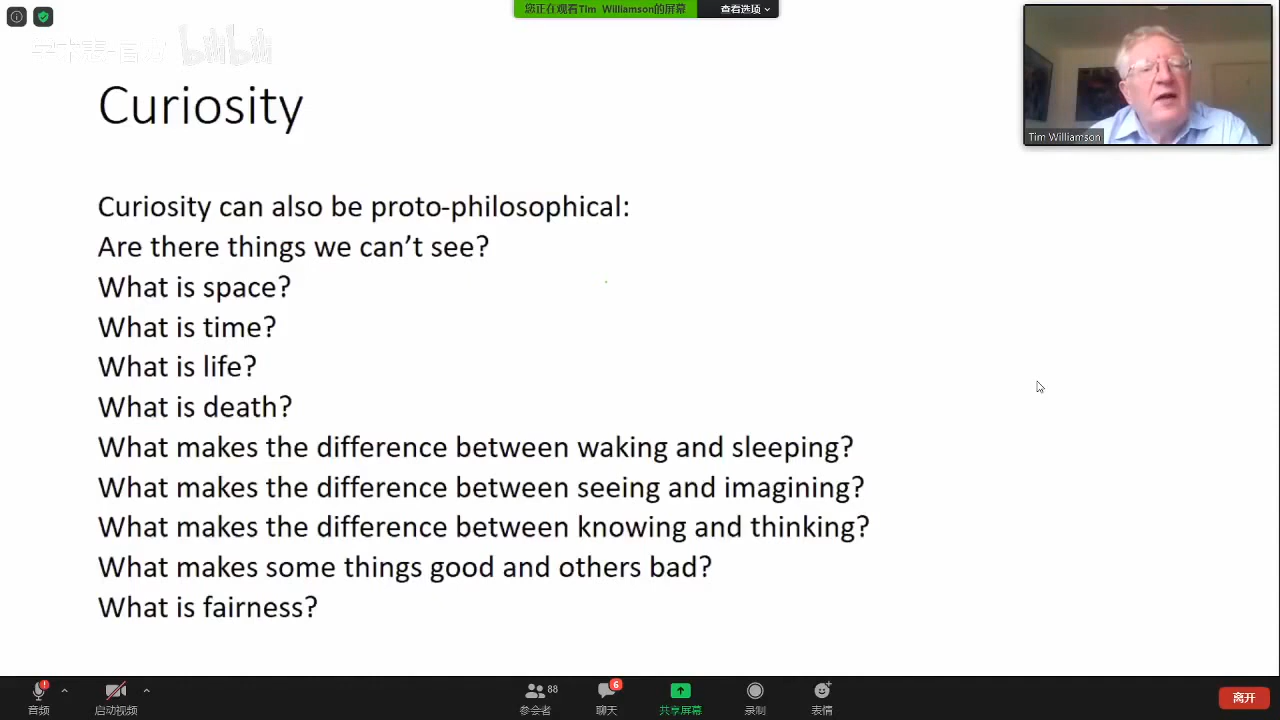 您正在观看Tim Williamson的屏幕
查看选项
bilibili
Tim Williamson
Curiosity
Curiosity can also be proto-philosophical:
Are there things we can’t see?
What is space?
What is time?
What is life?
What is death?
What makes the difference between waking and sleeping?
What makes the difference between seeing and imagining?
What makes the difference between knowing and thinking?
What makes some things good and others bad?
What is fairness?
88
6
音频
启动视频
参会者
聊天
共享屏幕
录制
表情
离开